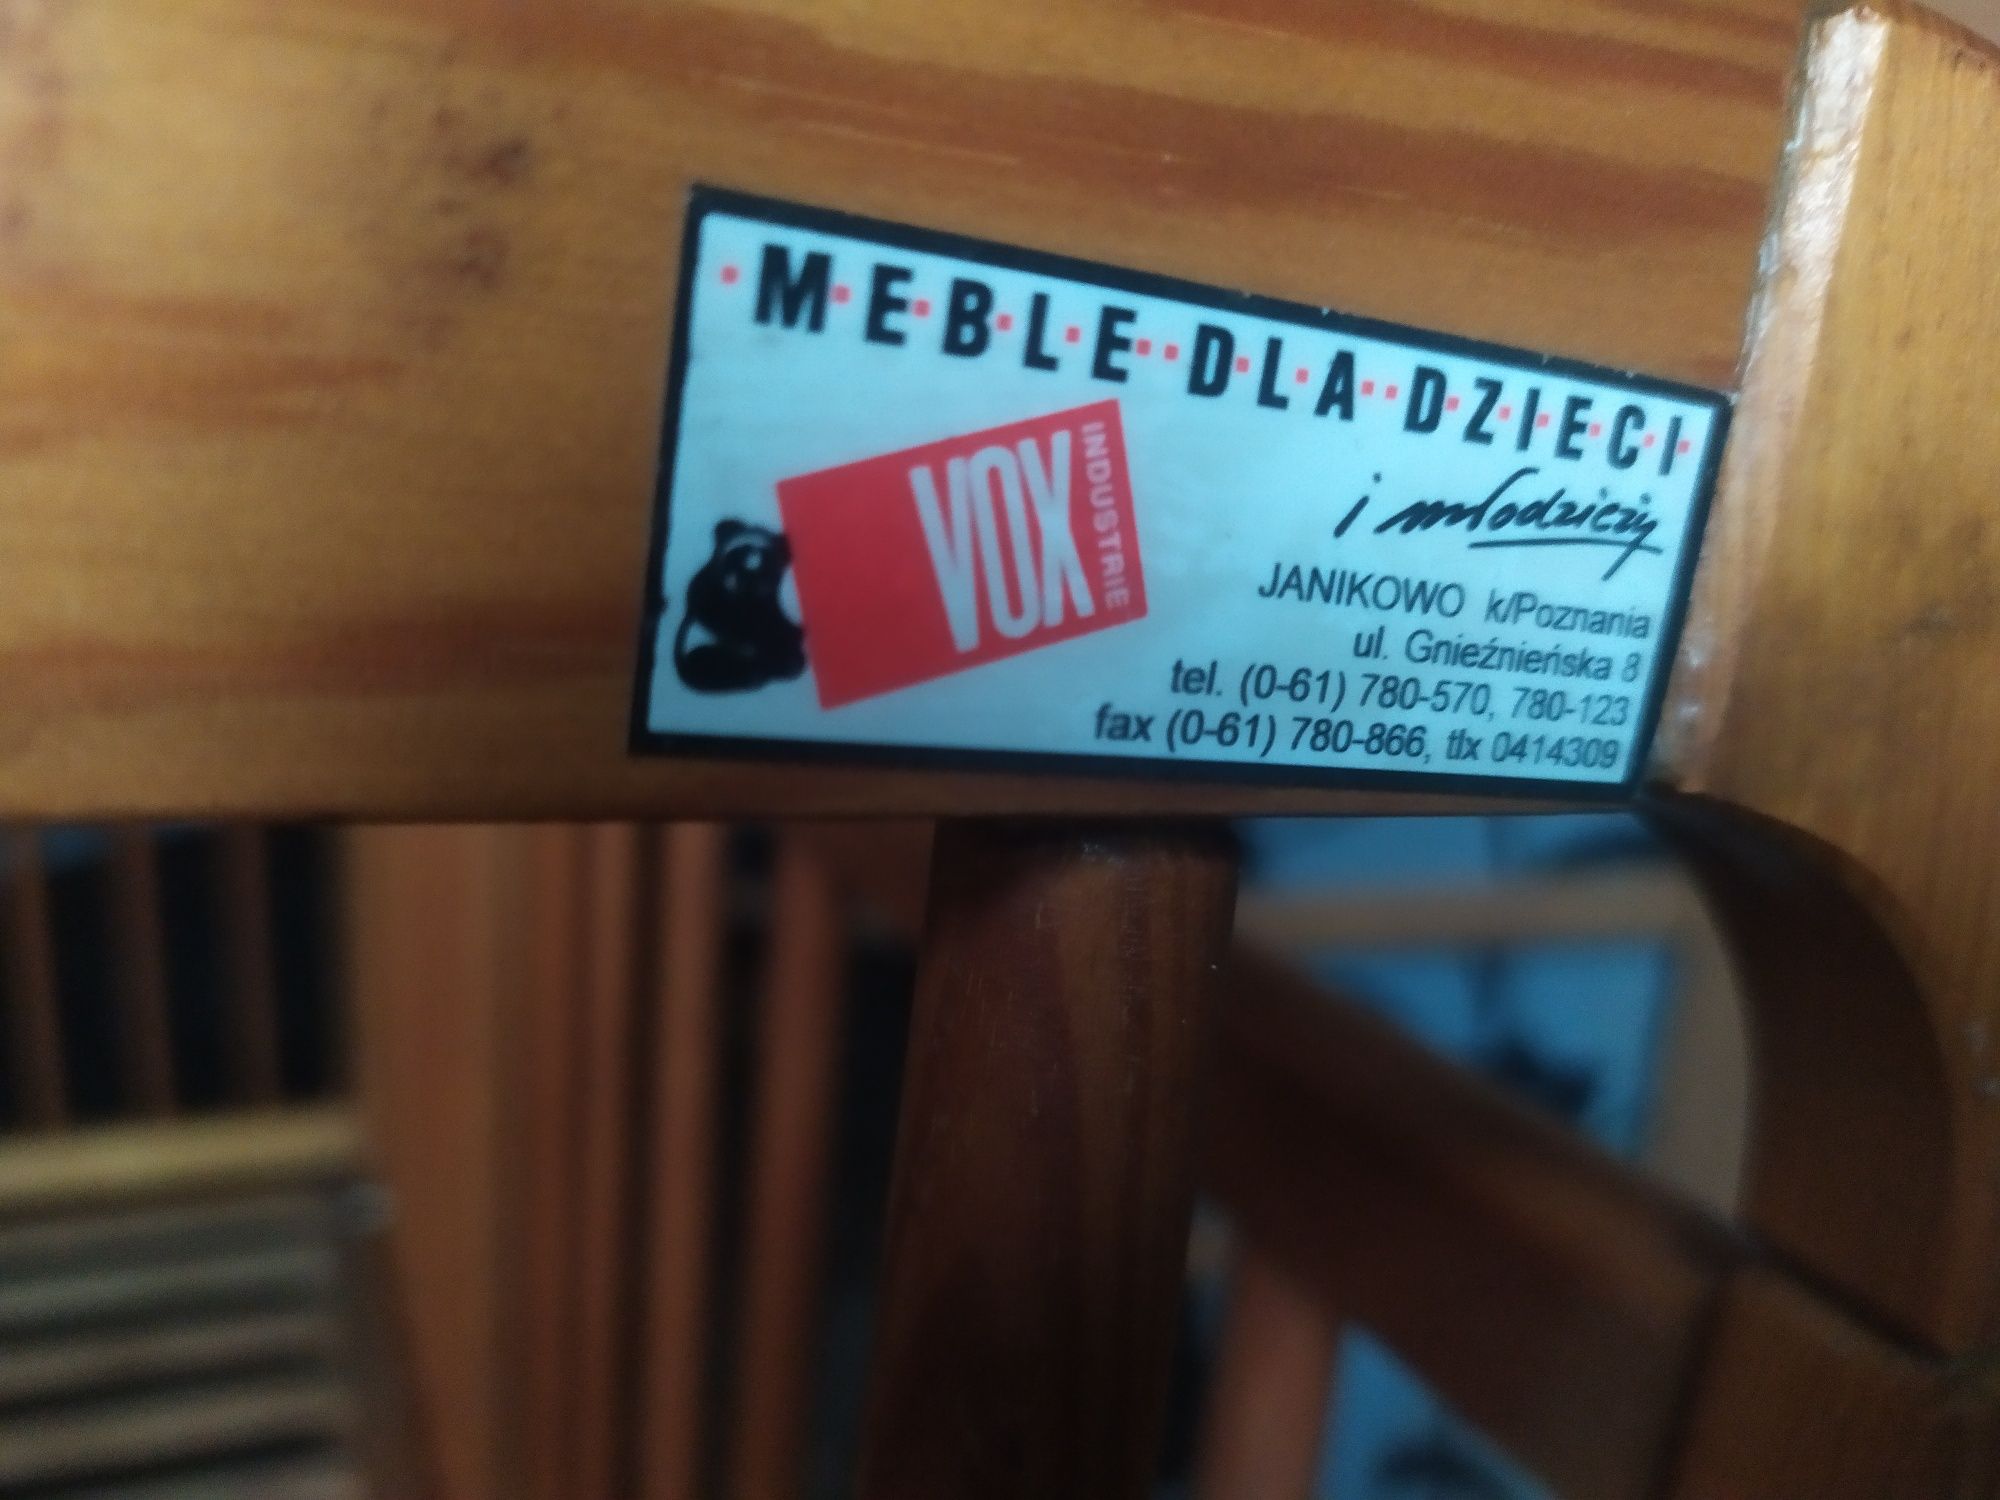 MEBLE DLA DZIECI
i młodzieży
VOX
INDUSTRIE
JANIKOWO k/Poznania
ul. Gnieźnieńska 8
tel. (0-61) 780-570, 780-123
fax (0-61) 780-866, tlx 0414309